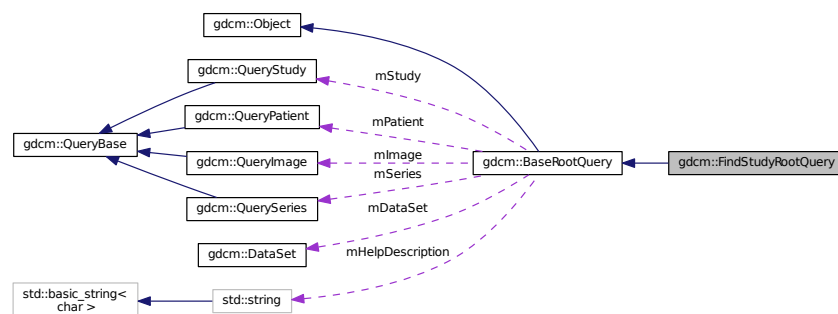 gdcm::Object
gdcm::QueryStudy
mStudy
gdcm::QueryPatient
mPatient
gdcm::QueryBase
gdcm::QueryImage
mImage
gdcm::BaseRootQuery
gdcm::FindStudyRootQuery
mSeries
gdcm::QuerySeries
mDataSet
gdcm::DataSet
mHelpDescription
std::basic_string<
char >
std::string